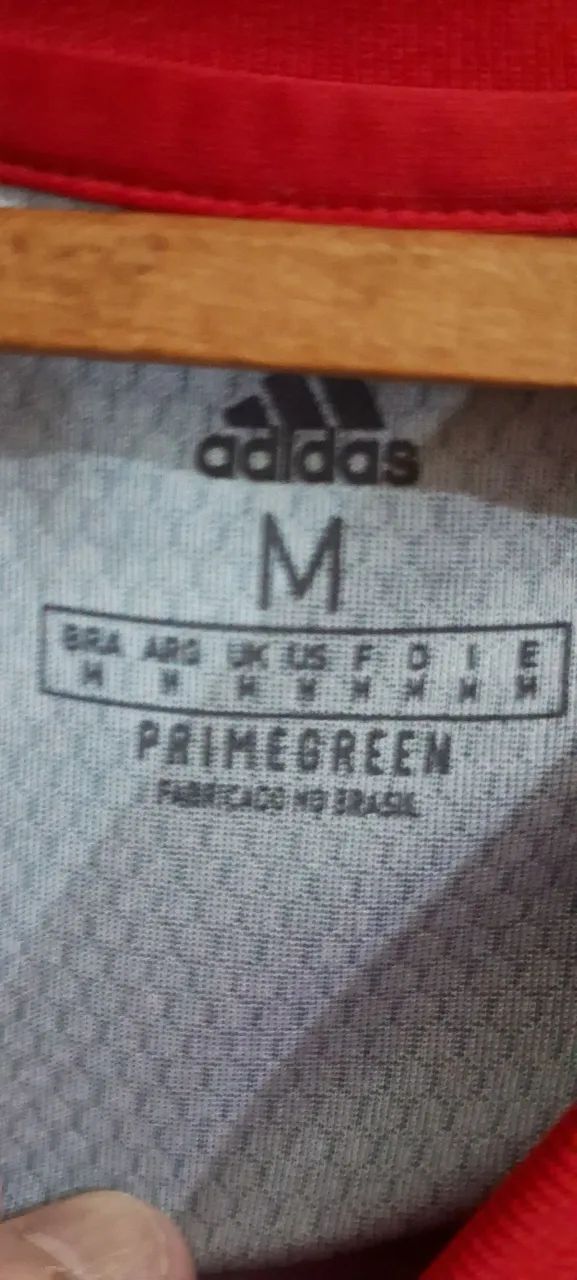 adidas
M
BRA ARG UK US F D I E
M M M M M M M M
PRIMEGREEN
FABRICADO NO BRASIL